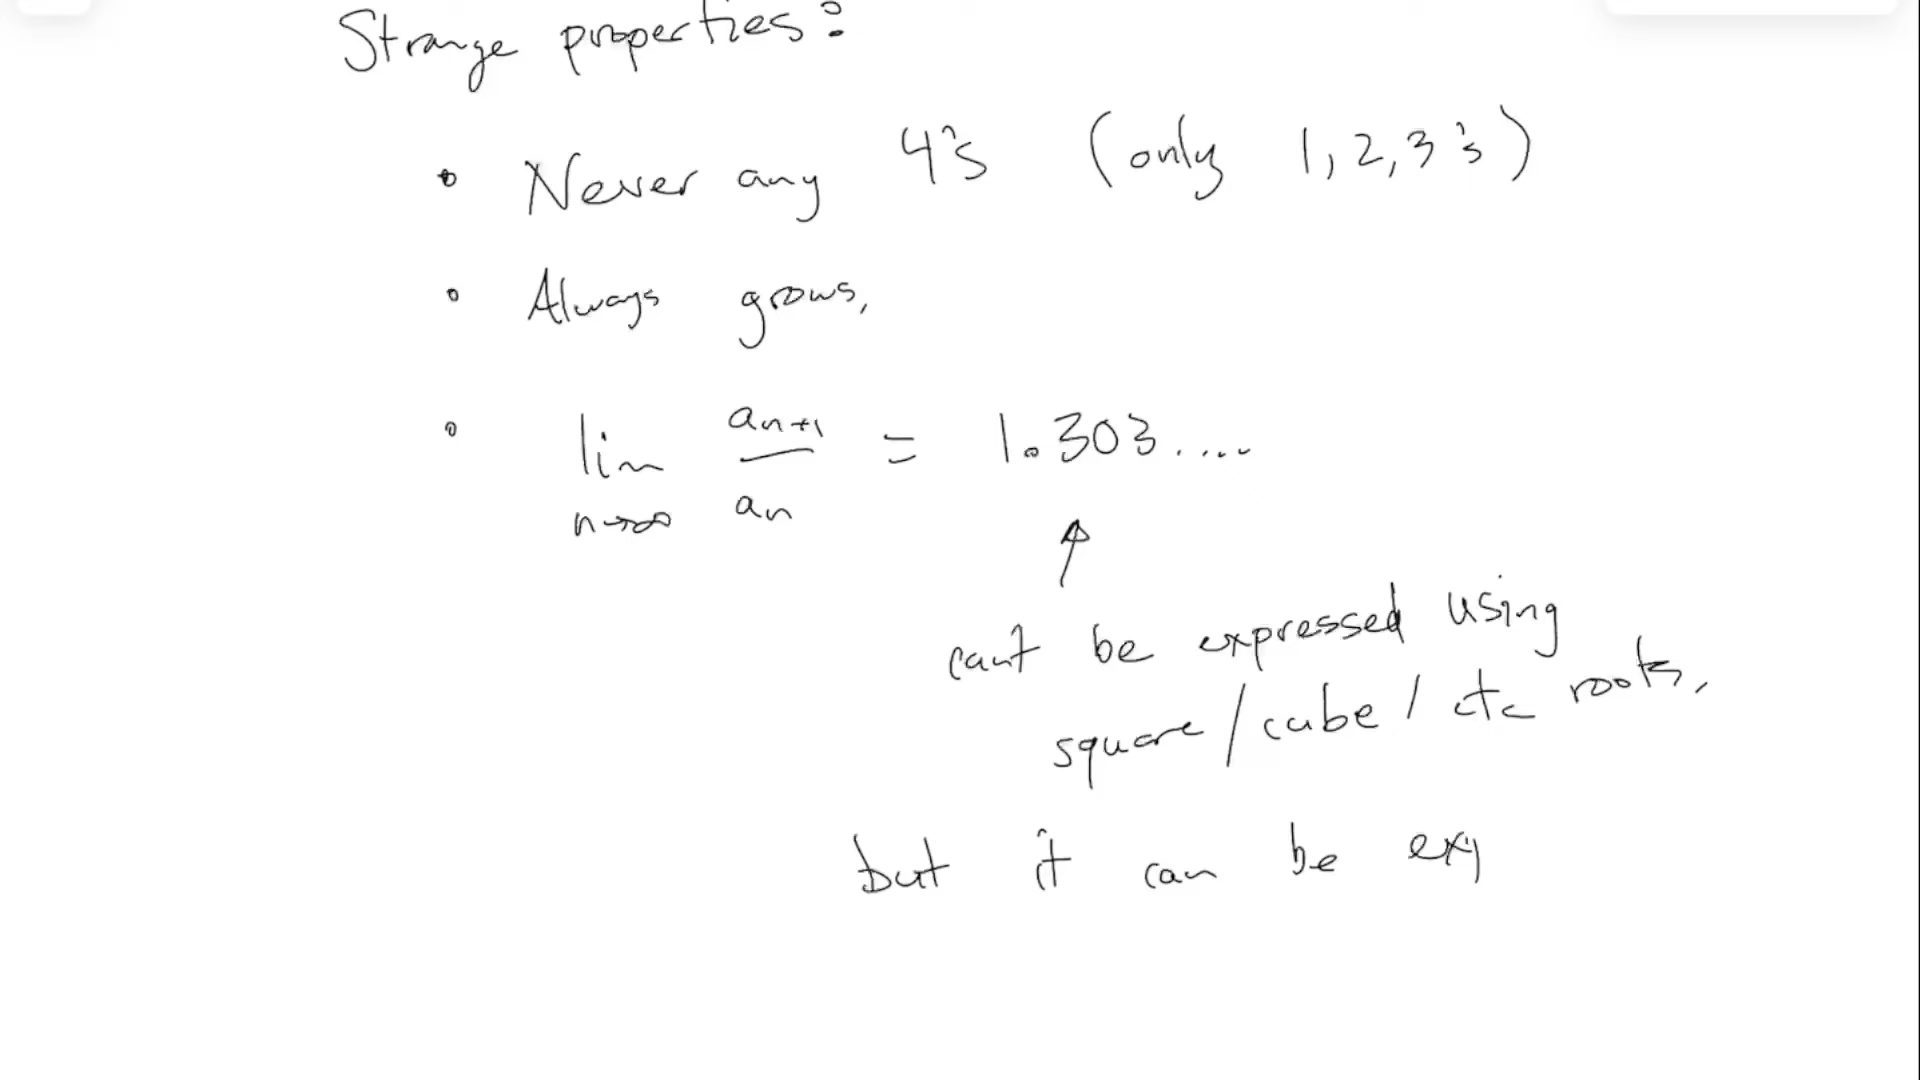 Strange properties:
• Never any 4's (only 1, 2, 3's)
• Always grows,
• lim n→∞ an+1 / an = 1.303.....
can't be expressed using
square / cube / etc roots,
but it can be exp